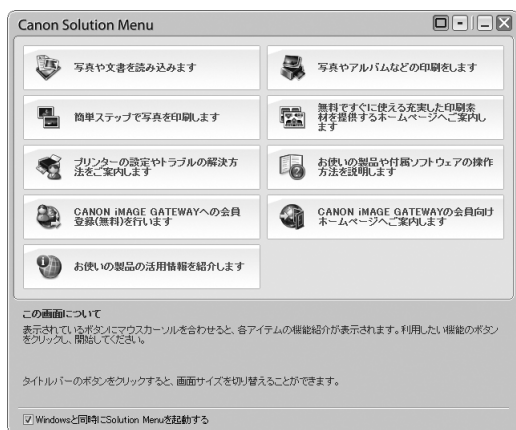 Canon Solution Menu
写真や文書を読み込みます
写真やアルバムなどの印刷をします
簡単ステップで写真を印刷します
無料ですぐに使える充実した印刷素
材を提供するホームページへご案内し
ます
プリンターの設定やトラブルの解決方
法をご案内します
お使いの製品や付属ソフトウェアの操作
方法を説明します
CANON iMAGE GATEWAYへの会員
登録(無料)を行います
CANON iMAGE GATEWAYの会員向け
ホームページへご案内します
お使いの製品の活用情報を紹介します
この画面について
表示されているボタンにマウスカーソルを合わせると、各アイテムの機能紹介が表示されます。利用したい機能のボタン
をクリックし、開始してください。
タイトルバーのボタンをクリックすると、画面サイズを切り替えることができます。
Windowsと同時にSolution Menuを起動する